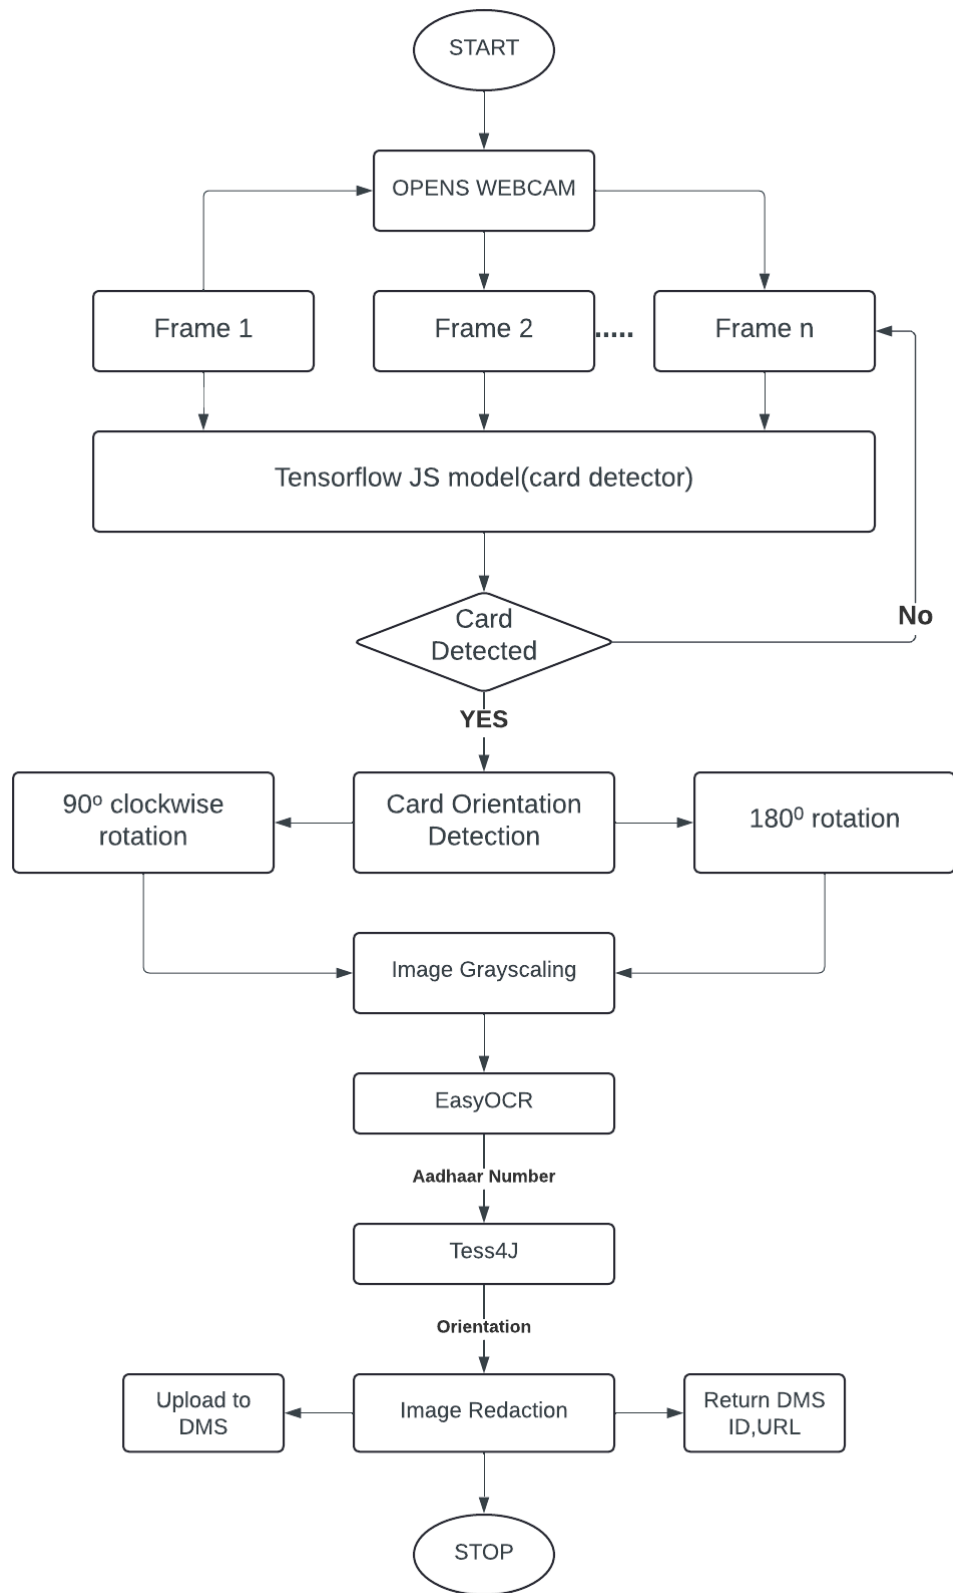 START
OPENS WEBCAM
Frame 1
Frame 2
.....
Frame n
Tensorflow JS model(card detector)
Card
Detected
No
YES
90º clockwise
rotation
Card Orientation
Detection
180⁰ rotation
Image Grayscaling
EasyOCR
Aadhaar Number
Tess4J
Orientation
Upload to
DMS
Image Redaction
Return DMS
ID,URL
STOP